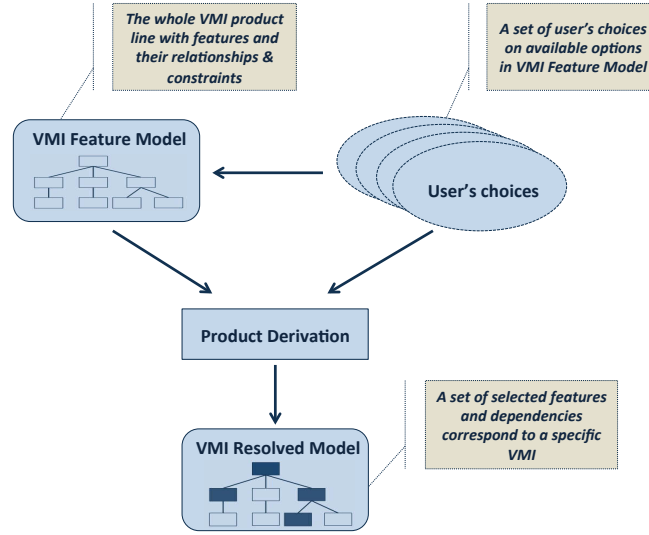 The whole VMI product
line with features and
their relationships &
constraints
A set of user's choices
on available options
in VMI Feature Model
VMI Feature Model
User's choices
Product Derivation
A set of selected features
and dependencies
correspond to a specific
VMI
VMI Resolved Model